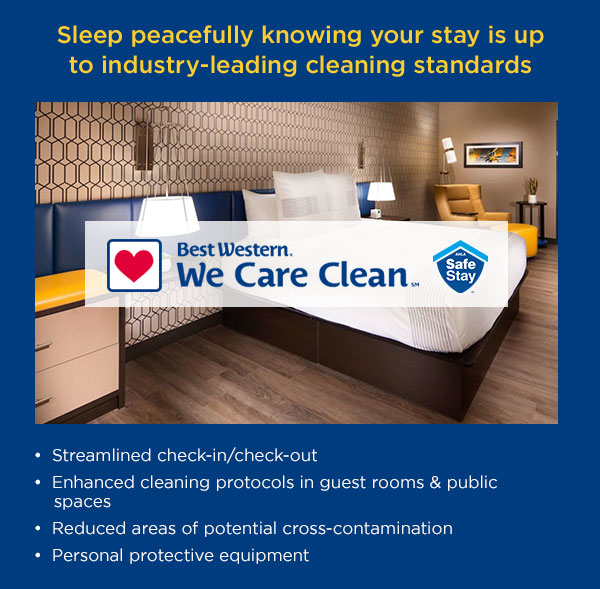 Sleep peacefully knowing your stay is up
to industry-leading cleaning standards
Best Western.
We Care Clean SM
AHLA
Safe
Stay
• Streamlined check-in/check-out
• Enhanced cleaning protocols in guest rooms & public
spaces
• Reduced areas of potential cross-contamination
• Personal protective equipment